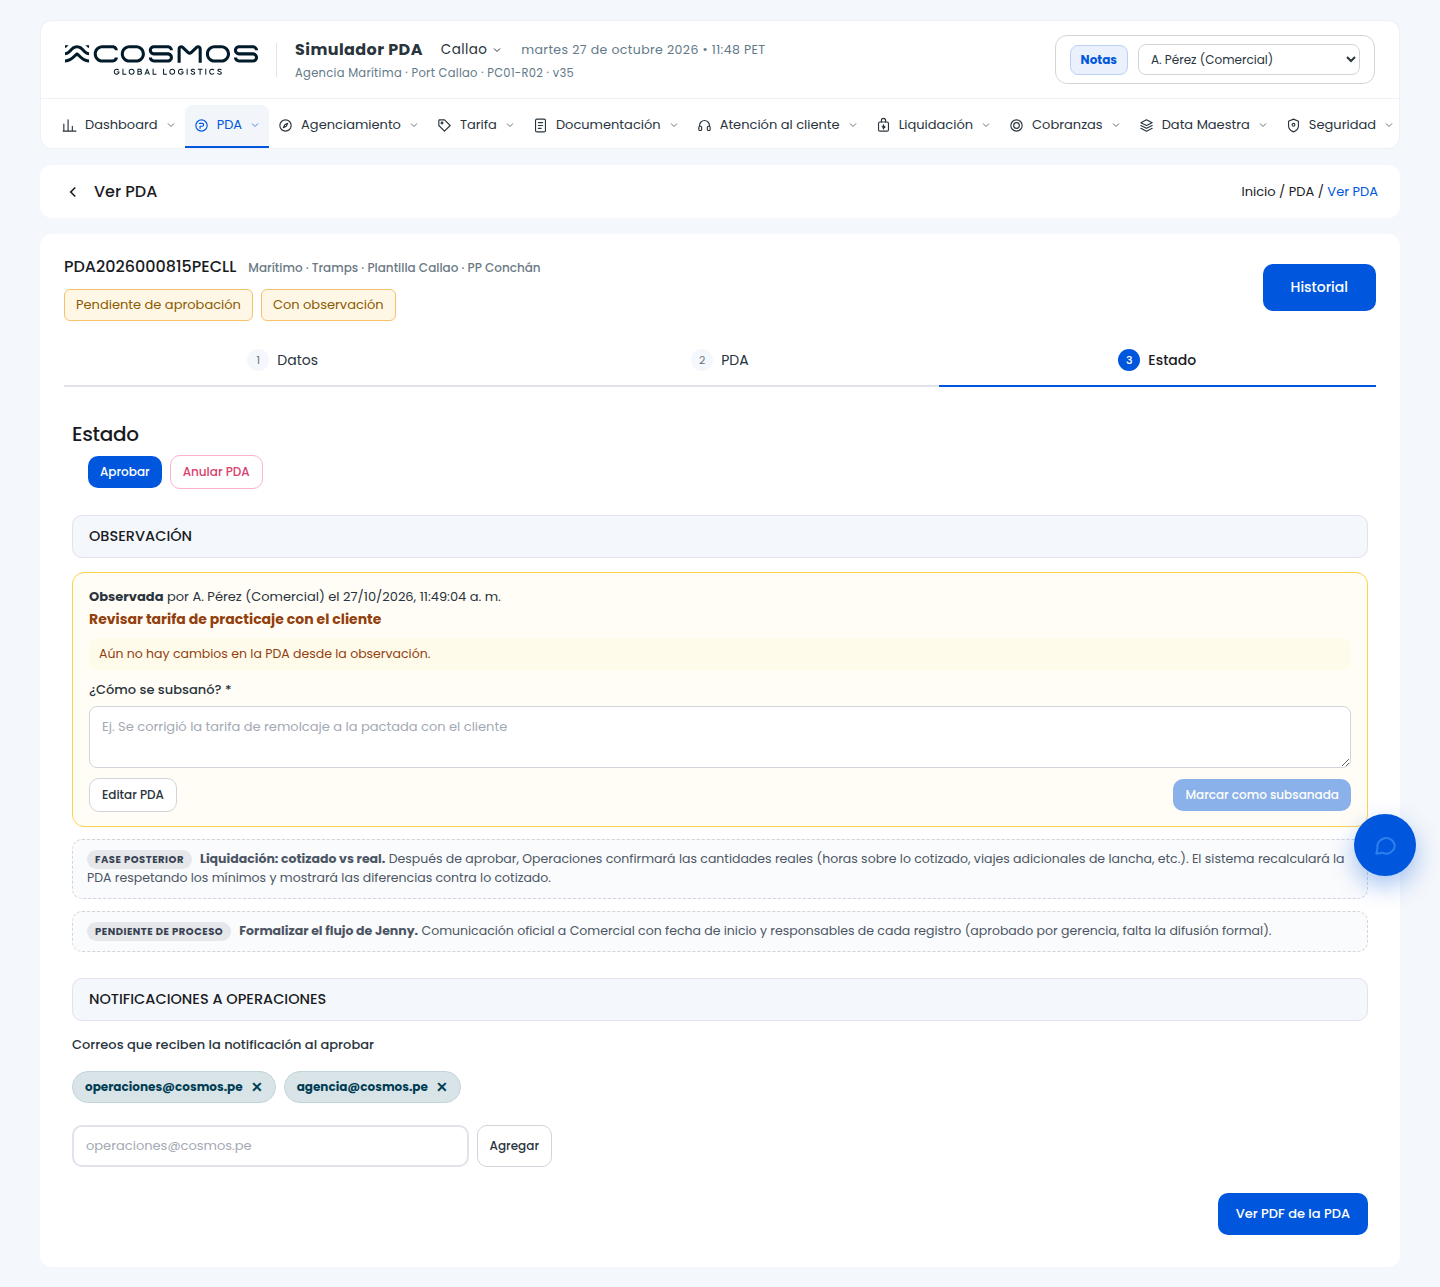 COSMOS
GLOBAL LOGISTICS
Simulador PDA Callao martes 27 de octubre 2026 • 11:48 PET
Agencia Marítima · Port Callao · PC01-R02 · v35
Notas A. Pérez (Comercial)
Dashboard PDA Agenciamiento Tarifa Documentación Atención al cliente Liquidación Cobranzas Data Maestra Seguridad
Ver PDA
Inicio / PDA / Ver PDA
PDA2026000815PECLL Marítimo · Tramps · Plantilla Callao · PP Conchán
Pendiente de aprobación Con observación
Historial
1 Datos 2 PDA 3 Estado
Estado
Aprobar Anular PDA
OBSERVACIÓN
Observada por A. Pérez (Comercial) el 27/10/2026, 11:49:04 a. m.
Revisar tarifa de practicaje con el cliente
Aún no hay cambios en la PDA desde la observación.
¿Cómo se subsanó? *
Ej. Se corrigió la tarifa de remolcaje a la pactada con el cliente
Editar PDA Marcar como subsanada
FASE POSTERIOR Liquidación: cotizado vs real. Después de aprobar, Operaciones confirmará las cantidades reales (horas sobre lo cotizado, viajes adicionales de lancha, etc.). El sistema recalculará la
PDA respetando los mínimos y mostrará las diferencias contra lo cotizado.
PENDIENTE DE PROCESO Formalizar el flujo de Jenny. Comunicación oficial a Comercial con fecha de inicio y responsables de cada registro (aprobado por gerencia, falta la difusión formal).
NOTIFICACIONES A OPERACIONES
Correos que reciben la notificación al aprobar
operaciones@cosmos.pe ✕ agencia@cosmos.pe ✕
operaciones@cosmos.pe Agregar
Ver PDF de la PDA